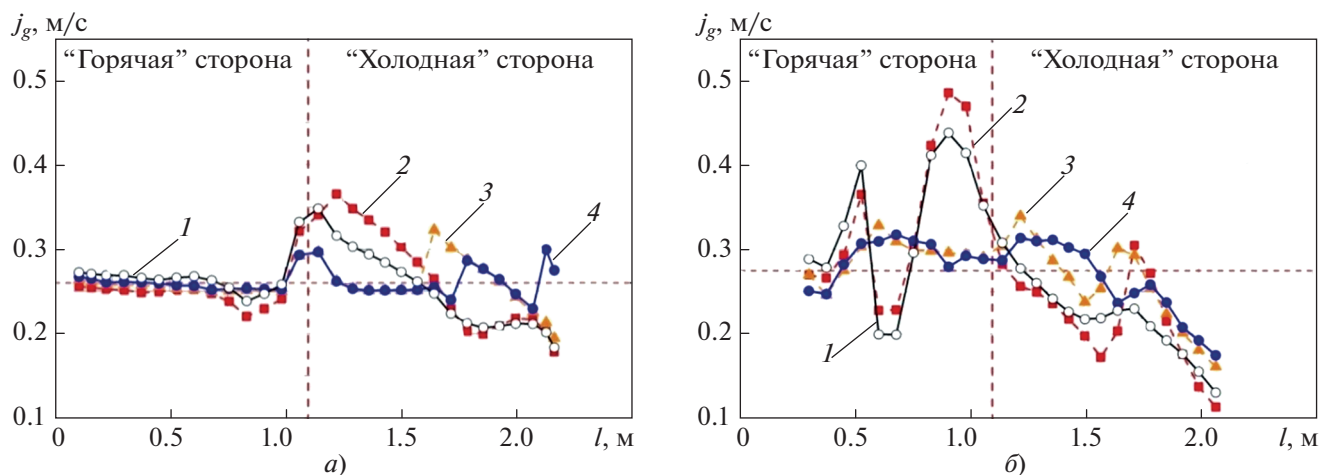 j_g, м/с
“Горячая” сторона “Холодная” сторона
0.5
0.4
0.3
0.2
0.1
1
2
3
4
0 0.5 1.0 1.5 2.0 l, м
а)
j_g, м/с
“Горячая” сторона “Холодная” сторона
0.5
0.4
0.3
0.2
0.1
2
3
4
1
0 0.5 1.0 1.5 2.0 l, м
б)